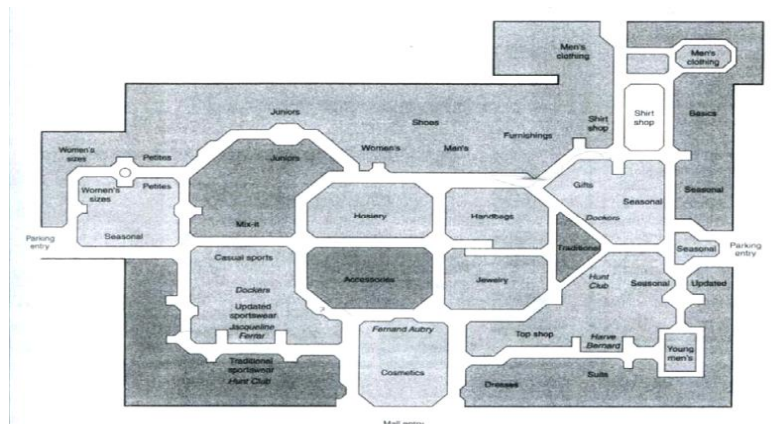 Men's
clothing
Men's
clothing
Juniors
Shoes
Shirt
shop
Shirt
shop
Basics
Furnishings
Women's
sizes
Petites
Juniors
Women's
Men's
Women's
sizes
Petites
Gifts
Seasonal
Seasonal
Mix-it
Hosiery
Handbags
Dockers
Parking
entry
Seasonal
Traditional
Seasonal
Parking
entry
Casual sports
Accessories
Jewelry
Hunt
Club
Seasonal
Updated
Dockers
Updated
sportswear
Jacqueline
Ferrar
Fernand Aubry
Top shop
Herve
Bernard
Young
men's
Traditional
sportswear
Hunt Club
Cosmetics
Dresses
Suits
Mall entry